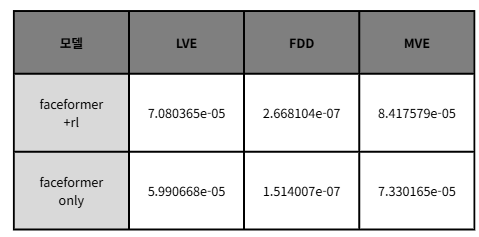 모델 LVE FDD MVE
faceformer
+rl
7.080365e-05 2.668104e-07 8.417579e-05
faceformer
only
5.990668e-05 1.514007e-07 7.330165e-05